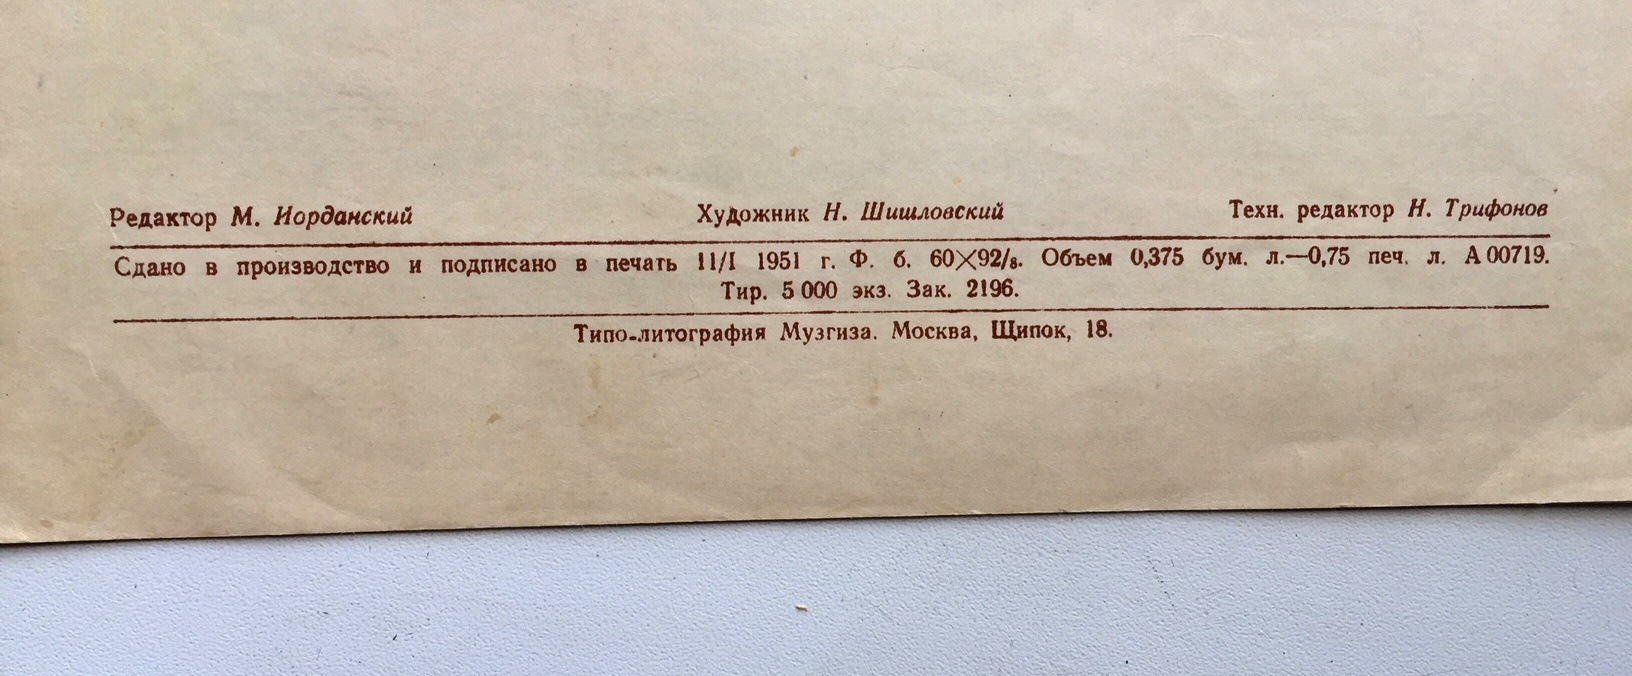 Редактор М. Иорданский Художник Н. Шишловский Техн. редактор Н. Трифонов
Сдано в производство и подписано в печать 11/I 1951 г. Ф. б. 60×92/8. Объем 0,375 бум. л.—0,75 печ. л. А 00719.
Тир. 5 000 экз. Зак. 2196.
Типо-литография Музгиза. Москва, Щипок, 18.